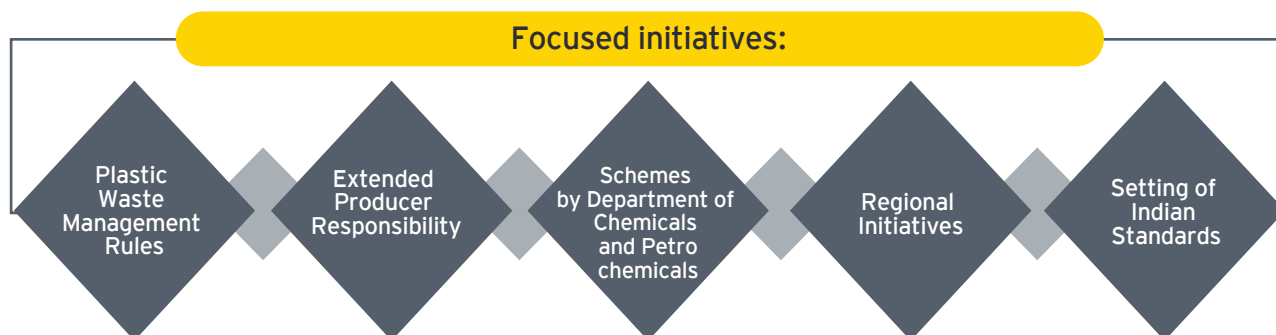 Focused initiatives:
Plastic
Waste
Management
Rules
Extended
Producer
Responsibility
Schemes
by Department of
Chemicals
and Petro
chemicals
Regional
Initiatives
Setting of
Indian
Standards